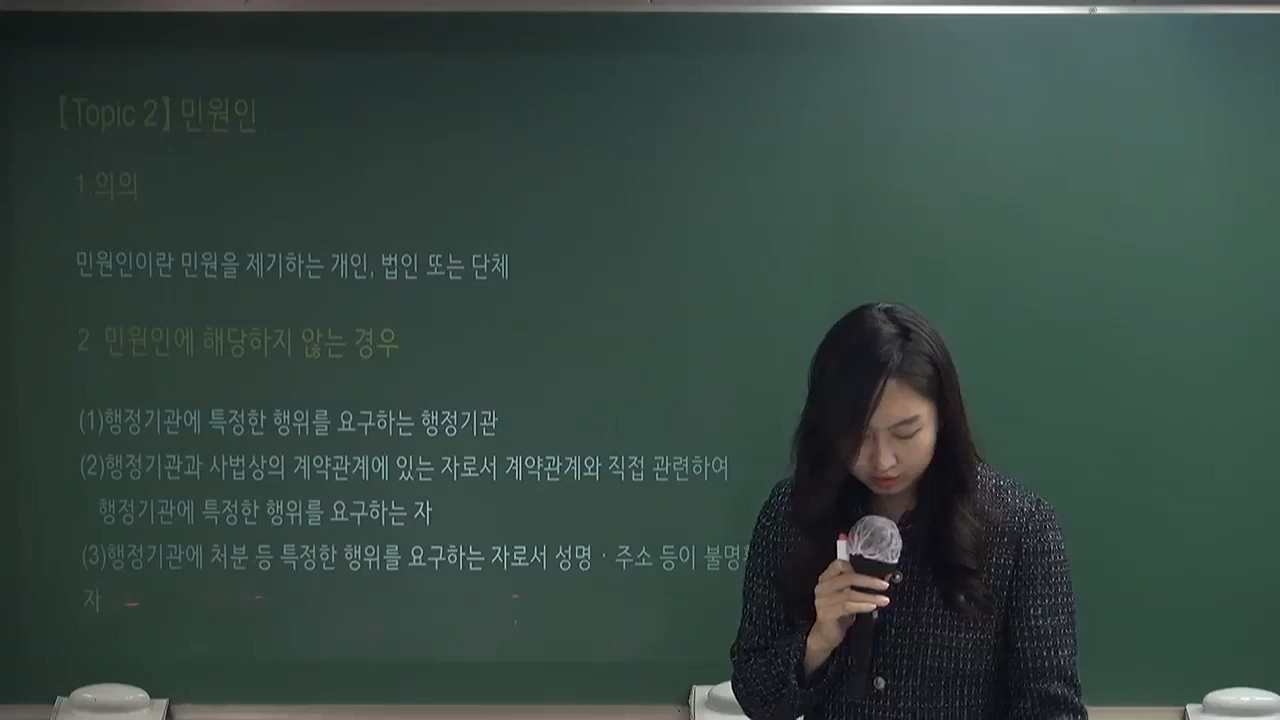 【Topic 2】 민원인
1.의의
민원인이란 민원을 제기하는 개인, 법인 또는 단체
2. 민원인에 해당하지 않는 경우
(1)행정기관에 특정한 행위를 요구하는 행정기관
(2)행정기관과 사법상의 계약관계에 있는 자로서 계약관계와 직접 관련하여
행정기관에 특정한 행위를 요구하는 자
(3)행정기관에 처분 등 특정한 행위를 요구하는 자로서 성명 · 주소 등이
자